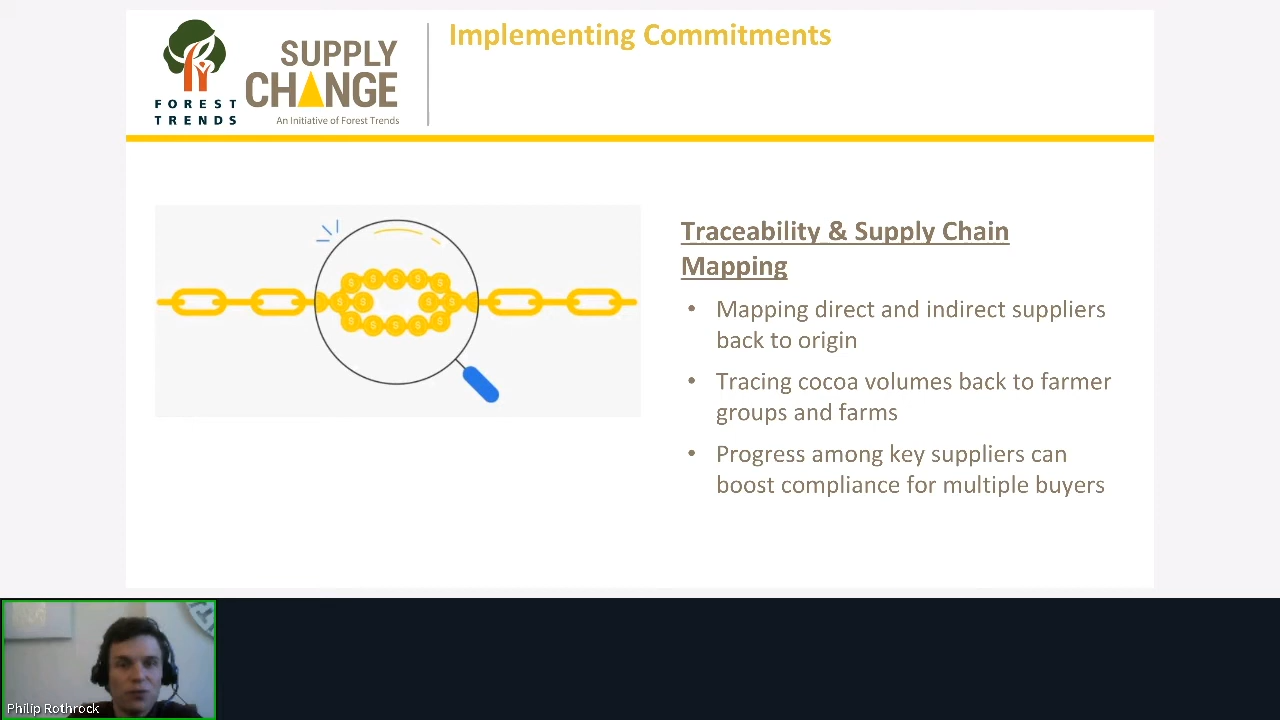 Implementing Commitments
SUPPLY
CHANGE
An Initiative of Forest Trends
FOREST
TRENDS
Traceability & Supply Chain
Mapping
• Mapping direct and indirect suppliers
back to origin
• Tracing cocoa volumes back to farmer
groups and farms
• Progress among key suppliers can
boost compliance for multiple buyers
Philip Rothrock